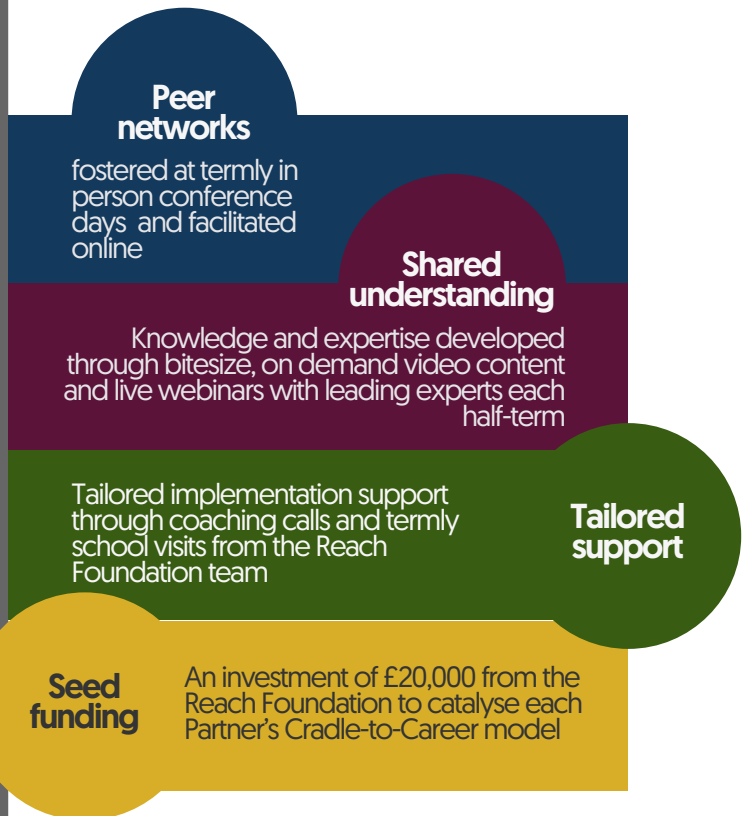 Peer
networks
fostered at termly in
person conference
days and facilitated
online
Shared
understanding
Knowledge and expertise developed
through bitesize, on demand video content
and live webinars with leading experts each
half-term
Tailored implementation support
through coaching calls and termly
school visits from the Reach
Foundation team
Tailored
support
Seed
funding
An investment of £20,000 from the
Reach Foundation to catalyse each
Partner's Cradle-to-Career model